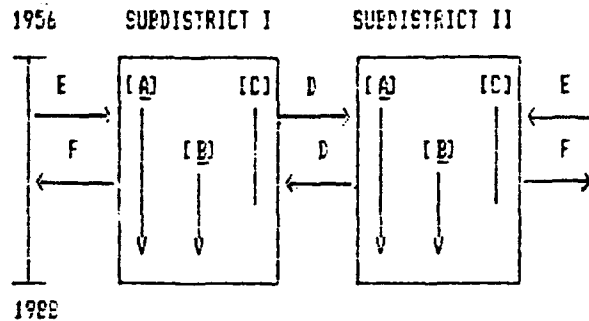 1956 SUBDISTRICT I SUBDISTRICT II
E [A] [C] D [A] [C] E
F [B] D [B] F
1988